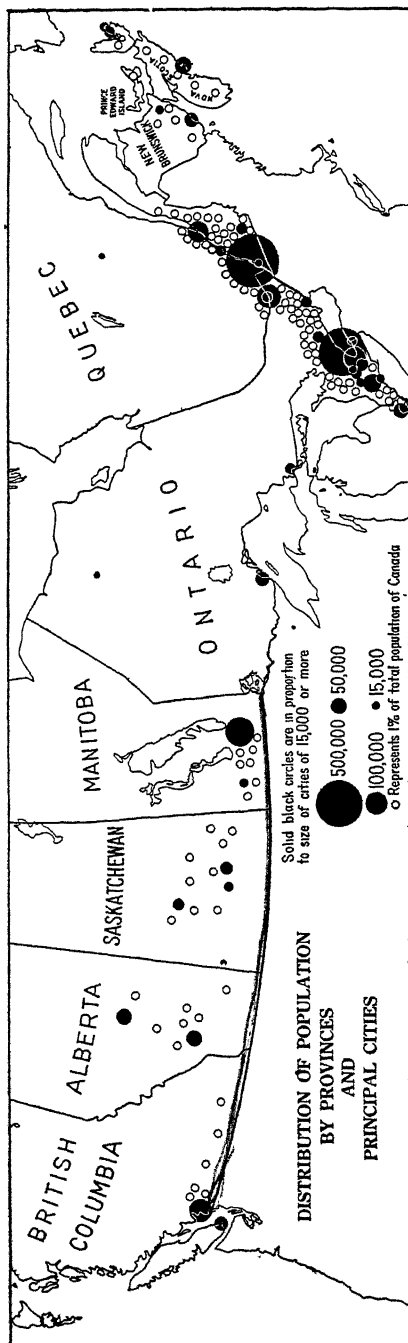 BRITISH
COLUMBIA
ALBERTA
SASKATCHEWAN
MANITOBA
ONTARIO
QUEBEC
NEW
BRUNSWICK
PRINCE
EDWARD
ISLAND
NOVA
SCOTIA
DISTRIBUTION OF POPULATION
BY PROVINCES
AND
PRINCIPAL CITIES
Solid black circles are in proportion
to size of cities of 15,000 or more
500,000 50,000
100,000 15,000
Represents 1% of total population of Canada